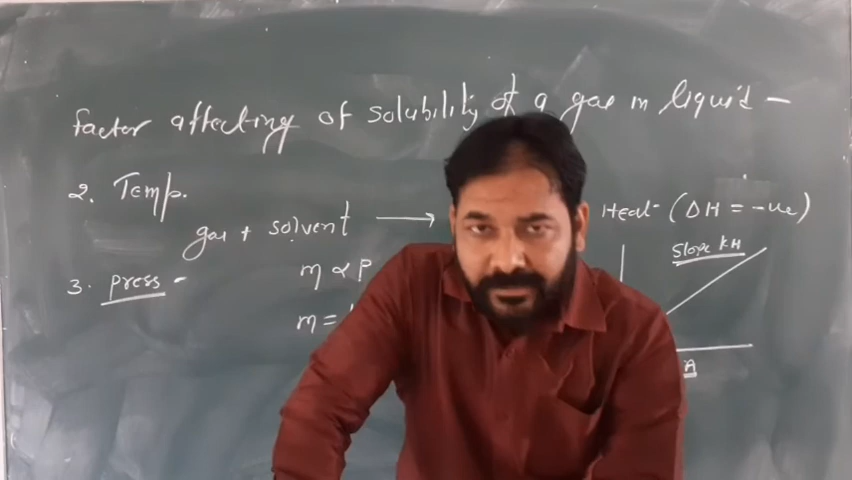 factor affecting of solubility of a gas in liquid -
2. Temp.
gas + solvent ⟶ Heat (ΔH = -ve)
3. press -
m ∝ P
slope KH
m =